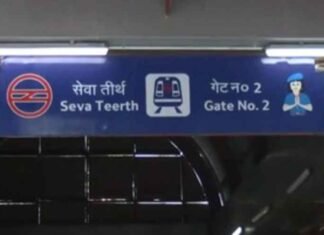 सेवा तीर्थ
Seva Teerth
गेट न० 2
Gate No. 2